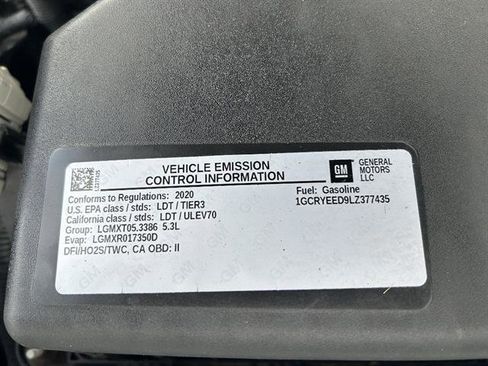 VEHICLE EMISSION
CONTROL INFORMATION
GM
GENERAL
MOTORS
LLC
Conforms to Regulations: 2020
Fuel: Gasoline
U.S. EPA class / stds: LDT / TIER3
1GCRYEED9LZ377435
California class / stds: LDT / ULEV70
Group: LGMXT05.3386 5.3L
Evap: LGMXR017350D
DFI/HO2S/TWC, CA OBD: II